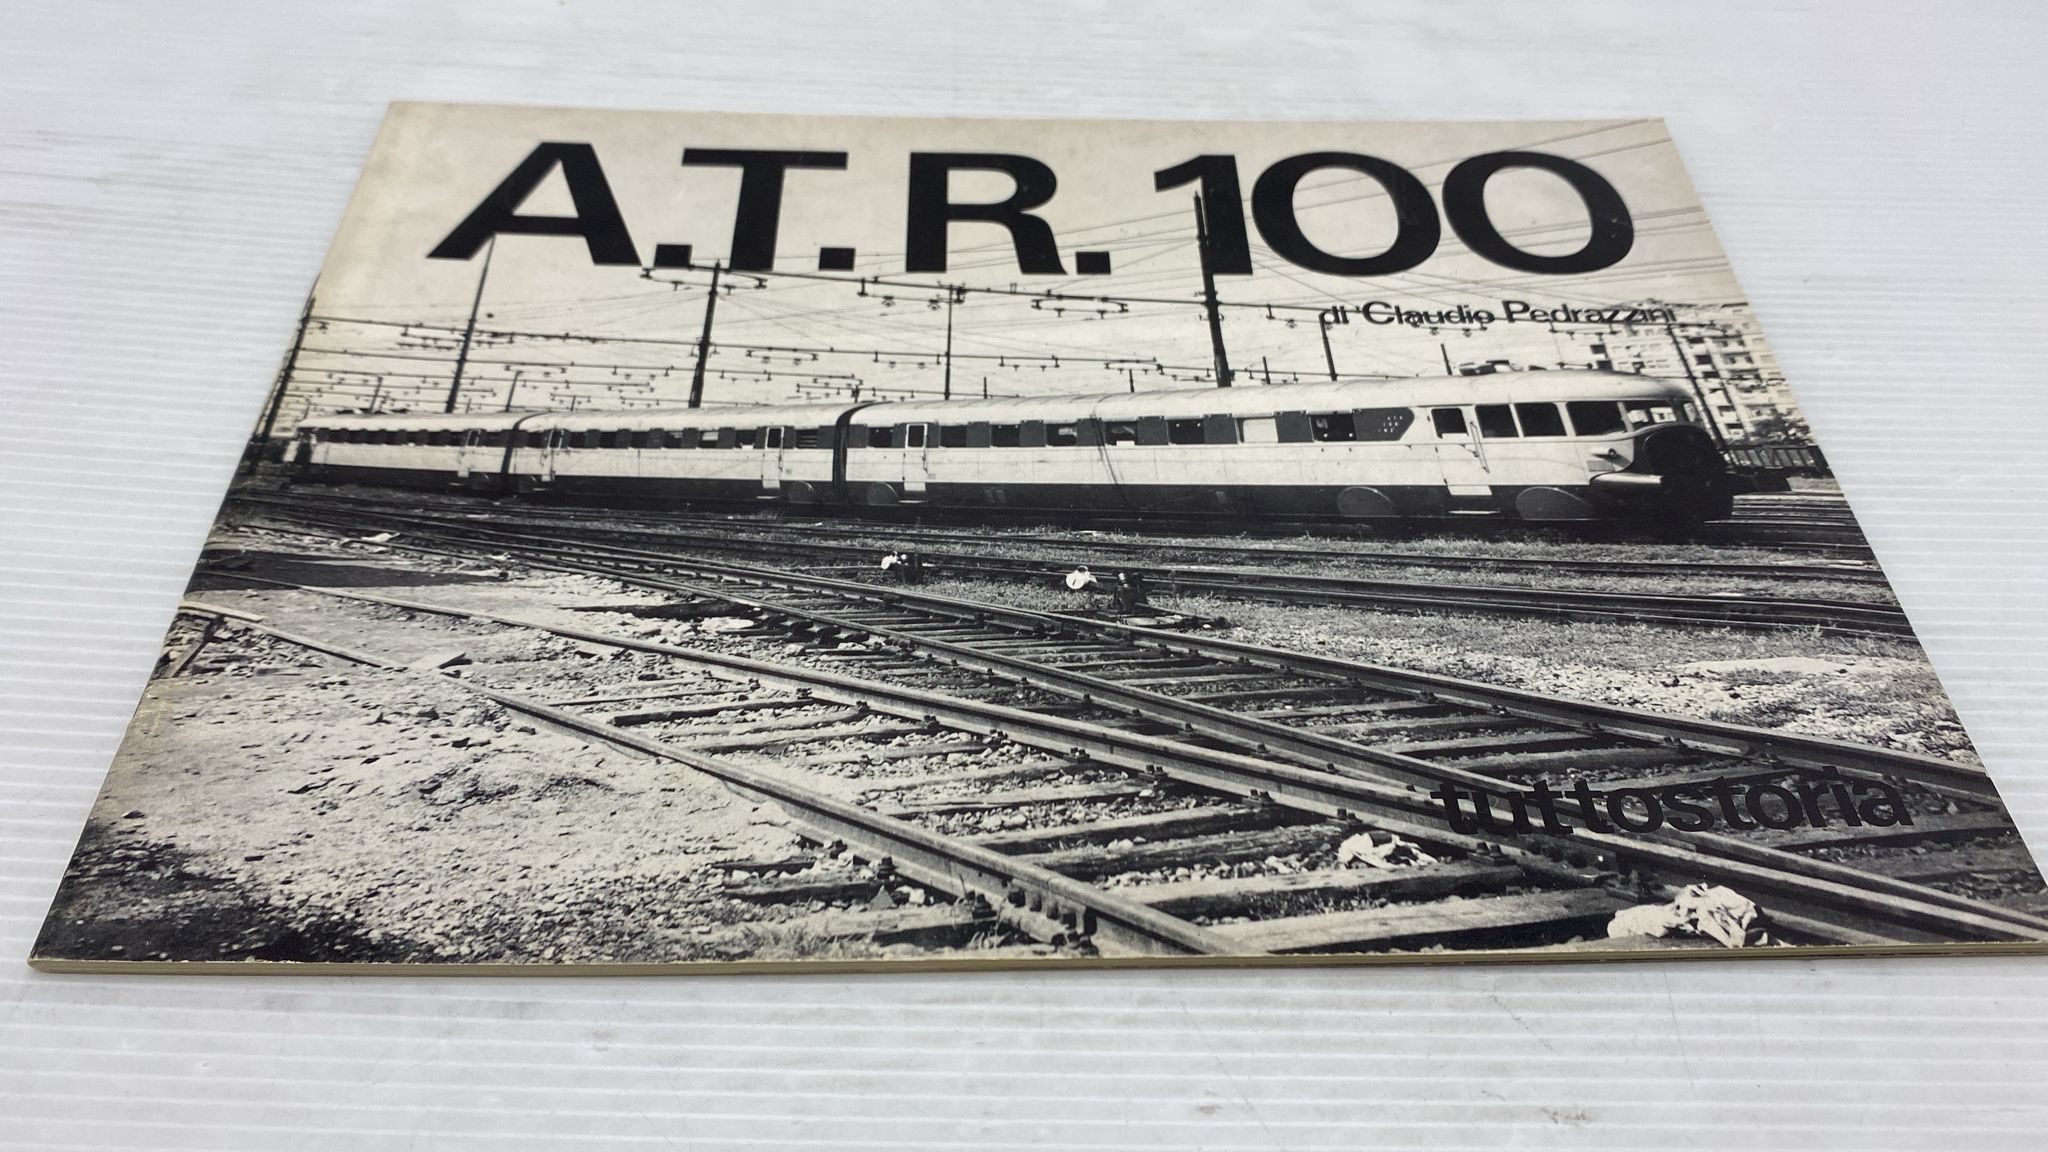 A.T.R. 100
di Claudio Pedrazzini
tuttostoria